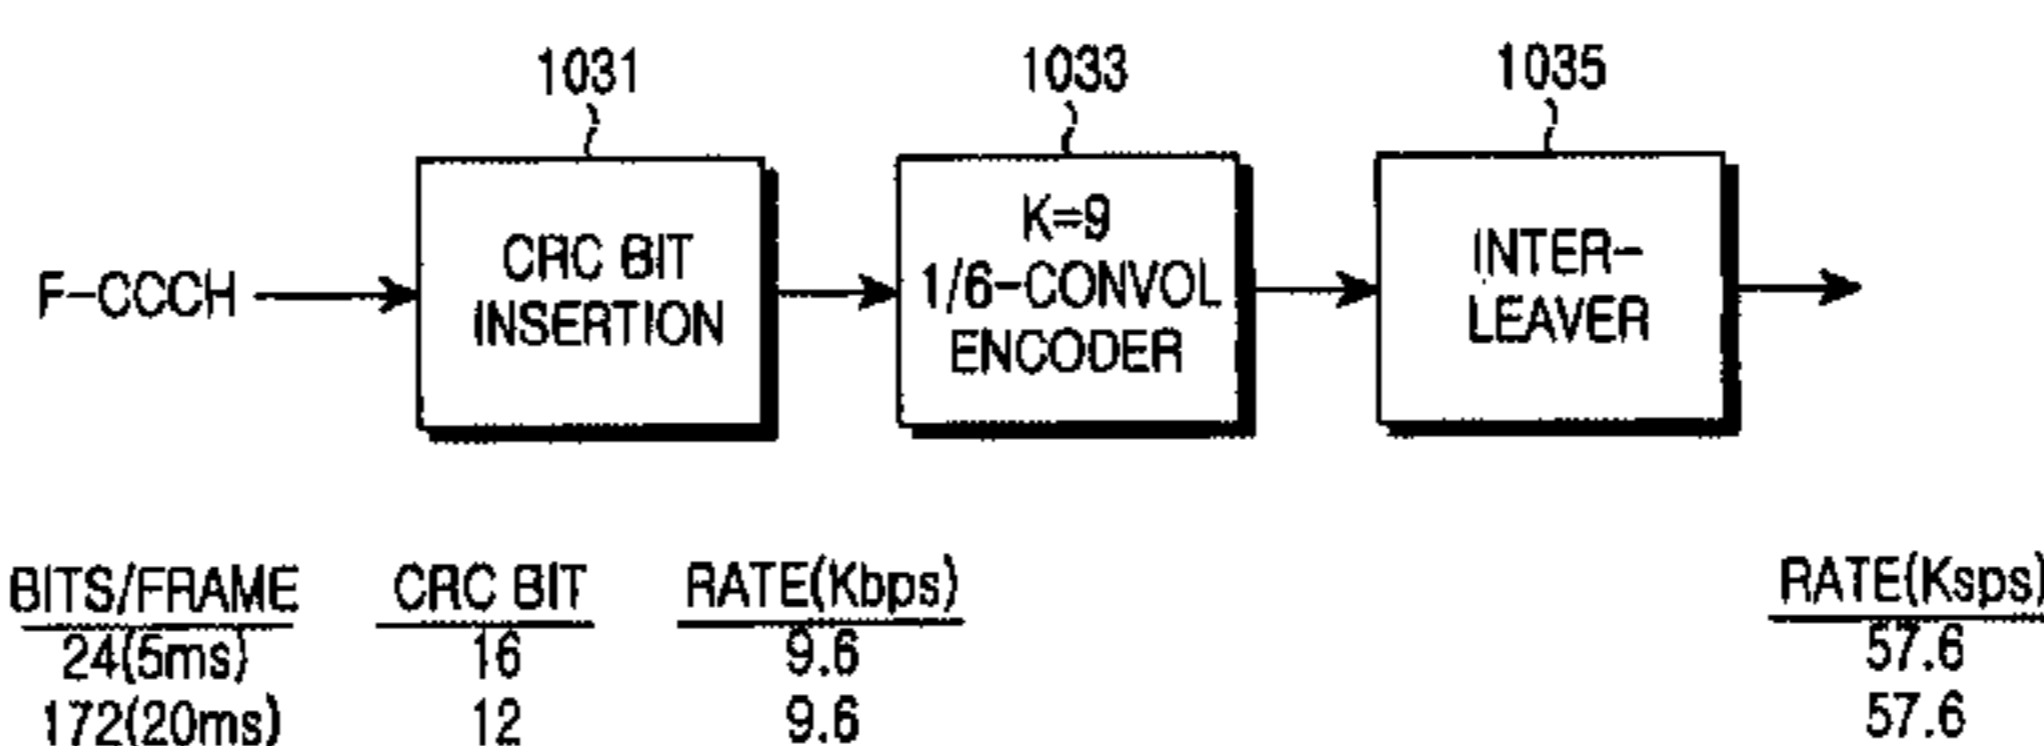 1031
1033
1035
F-CCCH
CRC BIT
INSERTION
K=9
1/6-CONVOL
ENCODER
INTER-
LEAVER
BITS/FRAME CRC BIT RATE(Kbps) RATE(Ksps)
24(5ms) 16 9.6 57.6
172(20ms) 12 9.6 57.6